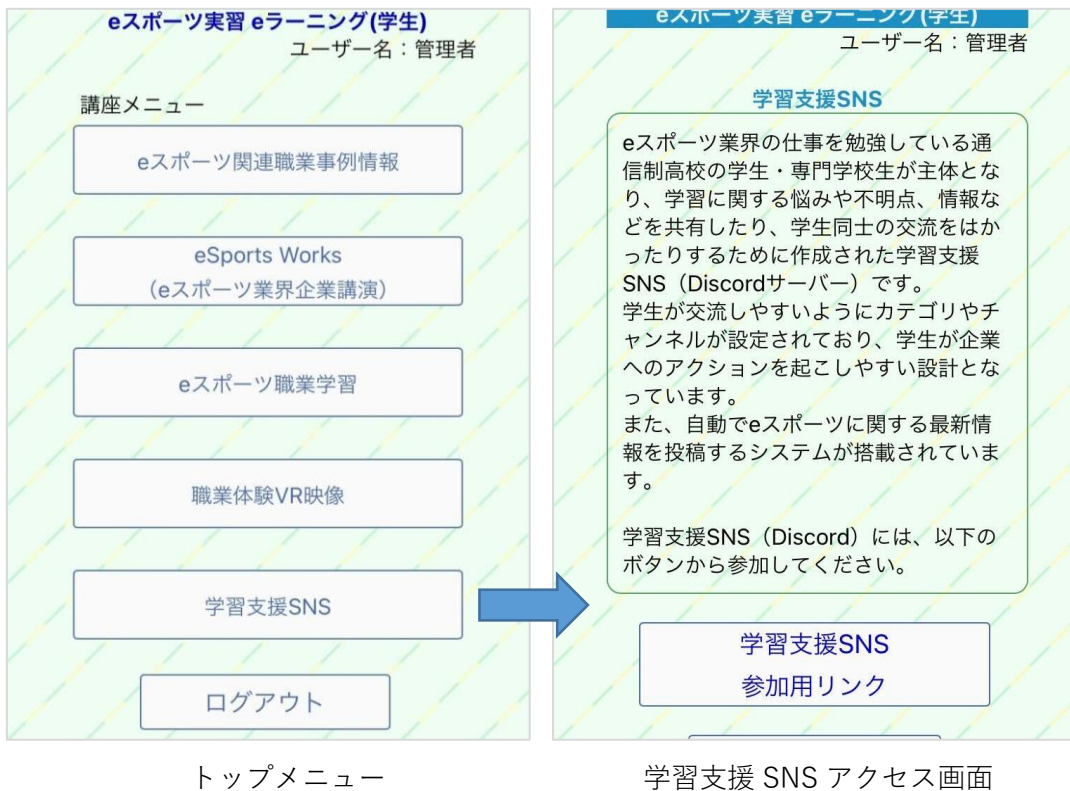 eスポーツ実習 eラーニング(学生)
ユーザー名：管理者
講座メニュー
eスポーツ関連職業事例情報
eSports Works
（eスポーツ業界企業講演）
eスポーツ職業学習
職業体験VR映像
学習支援SNS
ログアウト
トップメニュー
eスポーツ実習 eラーニング(学生)
ユーザー名：管理者
学習支援SNS
eスポーツ業界の仕事を勉強している通
信制高校の学生・専門学校生が主体とな
り、学習に関する悩みや不明点、情報な
どを共有したり、学生同士の交流をはか
ったりするために作成された学習支援
SNS（Discordサーバー）です。
学生が交流しやすいようにカテゴリやチ
ャンネルが設定されており、学生が企業
へのアクションを起こしやすい設計とな
っています。
また、自動でeスポーツに関する最新情
報を投稿するシステムが搭載されていま
す。
学習支援SNS（Discord）には、以下の
ボタンから参加してください。
学習支援SNS
参加用リンク
学習支援 SNS アクセス画面